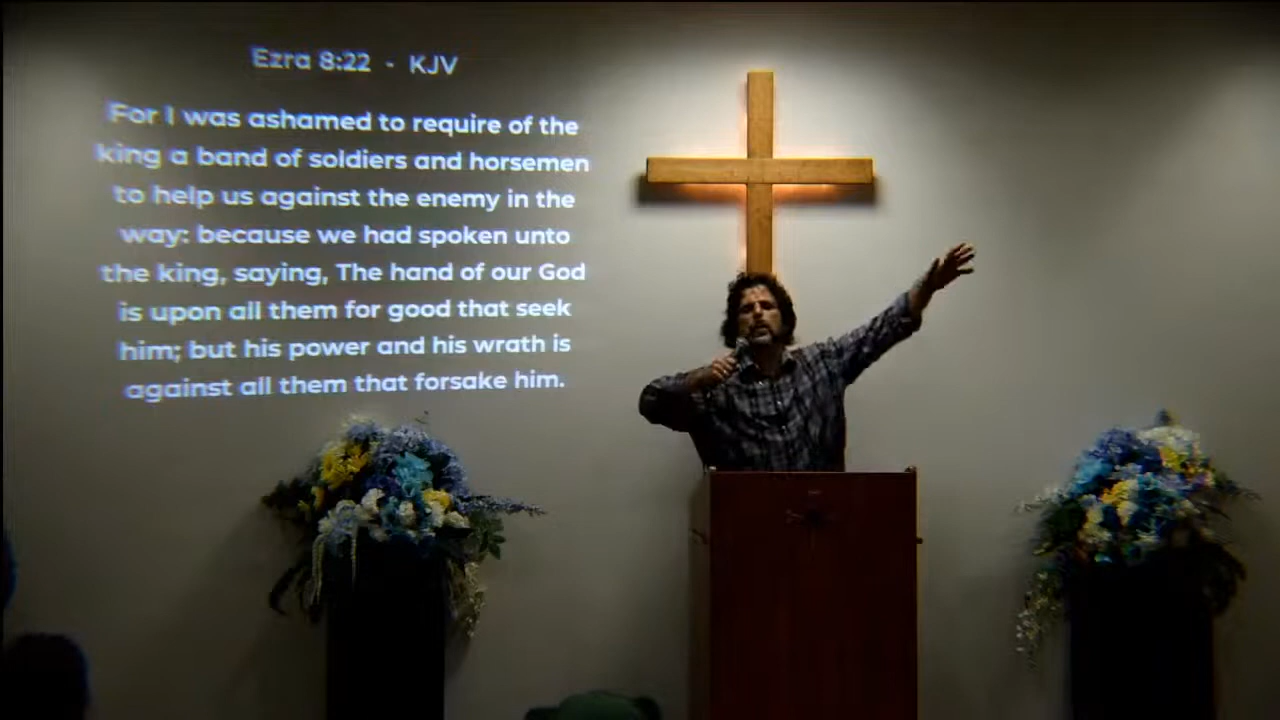 Ezra 8:22 - KJV
For I was ashamed to require of the
king a band of soldiers and horsemen
to help us against the enemy in the
way: because we had spoken unto
the king, saying, The hand of our God
is upon all them for good that seek
him; but his power and his wrath is
against all them that forsake him.